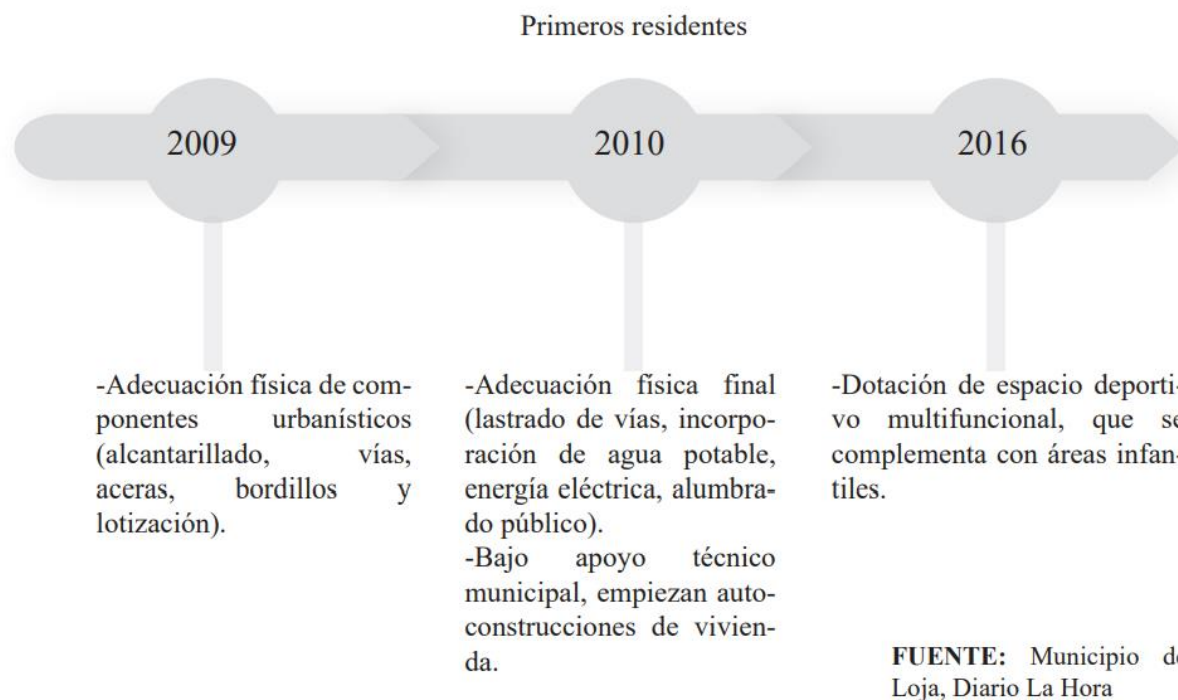 Primeros residentes
2009
2010
2016
-Adecuación física de com-
ponentes urbanísticos
(alcantarillado, vías,
aceras, bordillos y
lotización).
-Adecuación física final
(lastrado de vías, incorpo-
ración de agua potable,
energía eléctrica, alumbra-
do público).
-Bajo apoyo técnico
municipal, empiezan auto-
construcciones de vivien-
da.
-Dotación de espacio deporti-
vo multifuncional, que se
complementa con áreas infan-
tiles.
FUENTE: Municipio de
Loja, Diario La Hora